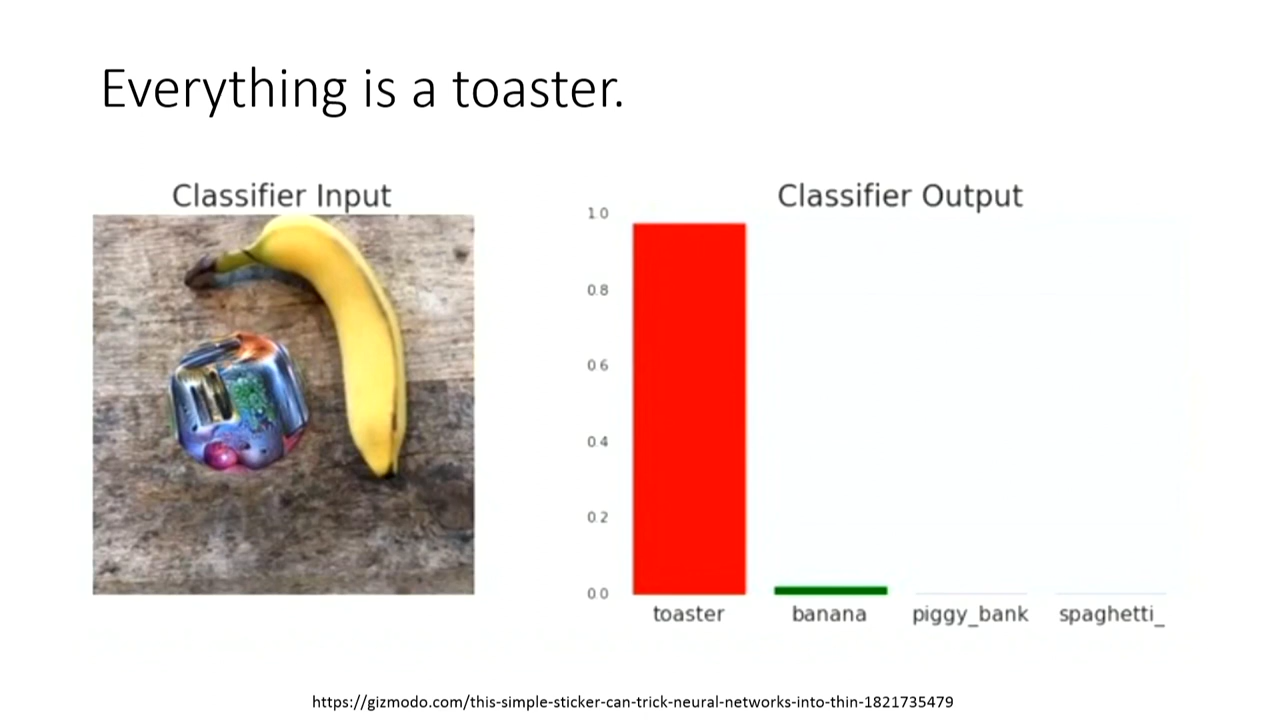 Everything is a toaster.
Classifier Input
Classifier Output
1.0
0.8
0.6
0.4
0.2
0.0
toaster banana piggy_bank spaghetti_
https://gizmodo.com/this-simple-sticker-can-trick-neural-networks-into-thin-1821735479